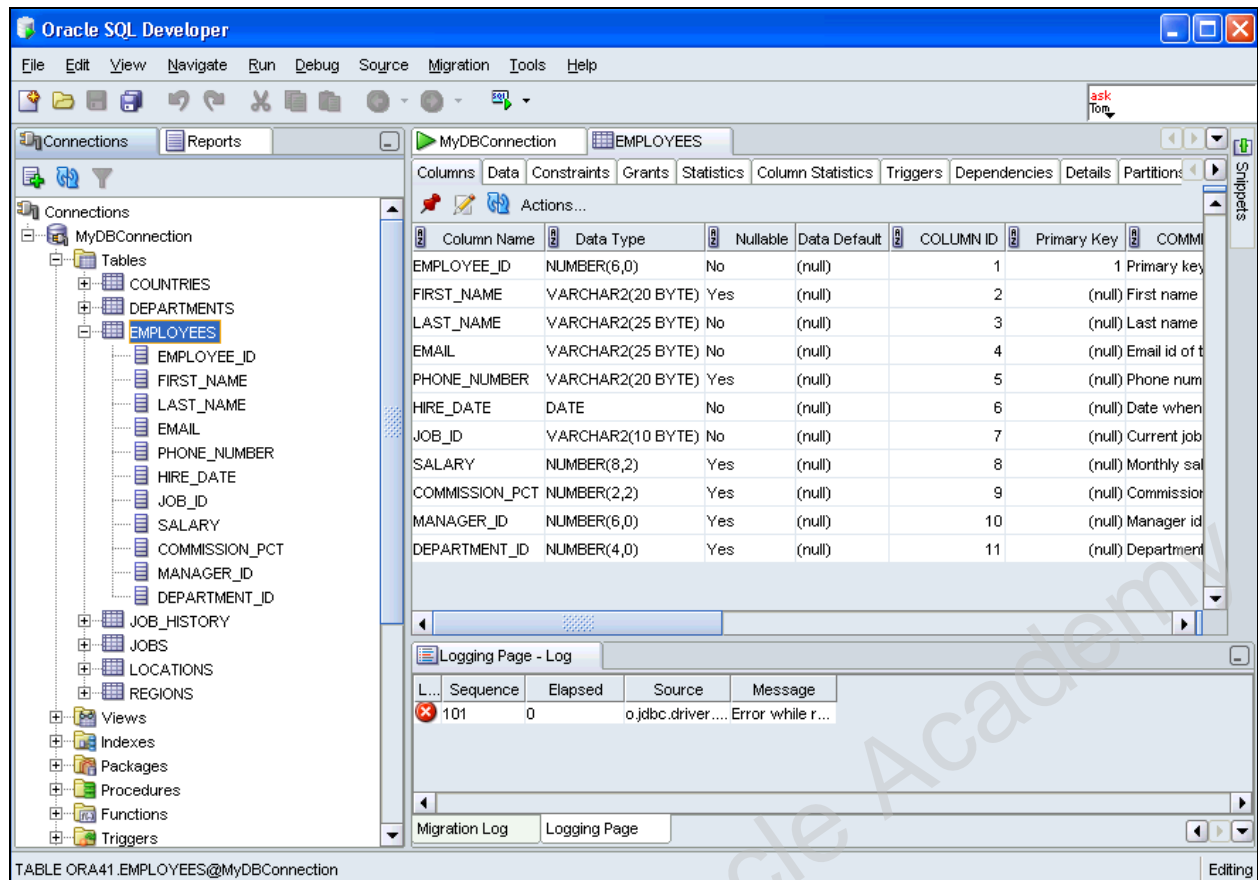 Oracle SQL Developer
File Edit View Navigate Run Debug Source Migration Tools Help
SQL
ask
Tom
Connections Reports
MyDBConnection EMPLOYEES
Snippets
Columns Data Constraints Grants Statistics Column Statistics Triggers Dependencies Details Partitions
Actions...
Connections
MyDBConnection
Tables
COUNTRIES
DEPARTMENTS
EMPLOYEES
EMPLOYEE_ID
FIRST_NAME
LAST_NAME
EMAIL
PHONE_NUMBER
HIRE_DATE
JOB_ID
SALARY
COMMISSION_PCT
MANAGER_ID
DEPARTMENT_ID
JOB_HISTORY
JOBS
LOCATIONS
REGIONS
Views
Indexes
Packages
Procedures
Functions
Triggers
Column Name Data Type Nullable Data Default COLUMN ID Primary Key COMM
EMPLOYEE_ID NUMBER(6,0) No (null) 1 1 Primary key
FIRST_NAME VARCHAR2(20 BYTE) Yes (null) 2 (null) First name
LAST_NAME VARCHAR2(25 BYTE) No (null) 3 (null) Last name
EMAIL VARCHAR2(25 BYTE) No (null) 4 (null) Email id of t
PHONE_NUMBER VARCHAR2(20 BYTE) Yes (null) 5 (null) Phone num
HIRE_DATE DATE No (null) 6 (null) Date when
JOB_ID VARCHAR2(10 BYTE) No (null) 7 (null) Current job
SALARY NUMBER(8,2) Yes (null) 8 (null) Monthly sal
COMMISSION_PCT NUMBER(2,2) Yes (null) 9 (null) Commission
MANAGER_ID NUMBER(6,0) Yes (null) 10 (null) Manager id
DEPARTMENT_ID NUMBER(4,0) Yes (null) 11 (null) Department
Logging Page - Log
L... Sequence Elapsed Source Message
101 0 o.jdbc.driver.... Error while r...
Migration Log Logging Page
TABLE ORA41.EMPLOYEES@MyDBConnection Editing
cle Academy